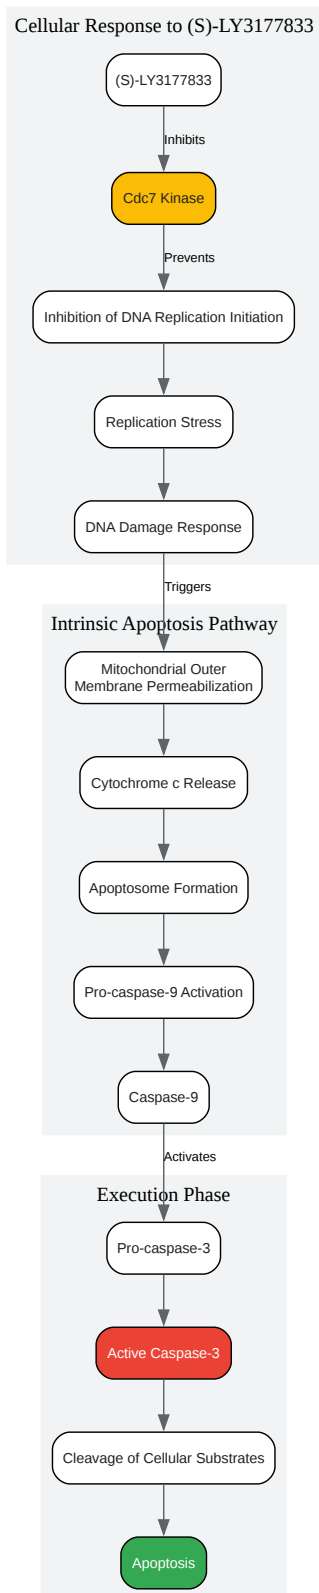 Cellular Response to (S)-LY3177833
(S)-LY3177833
Inhibits
Cdc7 Kinase
Prevents
Inhibition of DNA Replication Initiation
Replication Stress
DNA Damage Response
Triggers
Intrinsic Apoptosis Pathway
Mitochondrial Outer
Membrane Permeabilization
Cytochrome c Release
Apoptosome Formation
Pro-caspase-9 Activation
Caspase-9
Activates
Execution Phase
Pro-caspase-3
Active Caspase-3
Cleavage of Cellular Substrates
Apoptosis